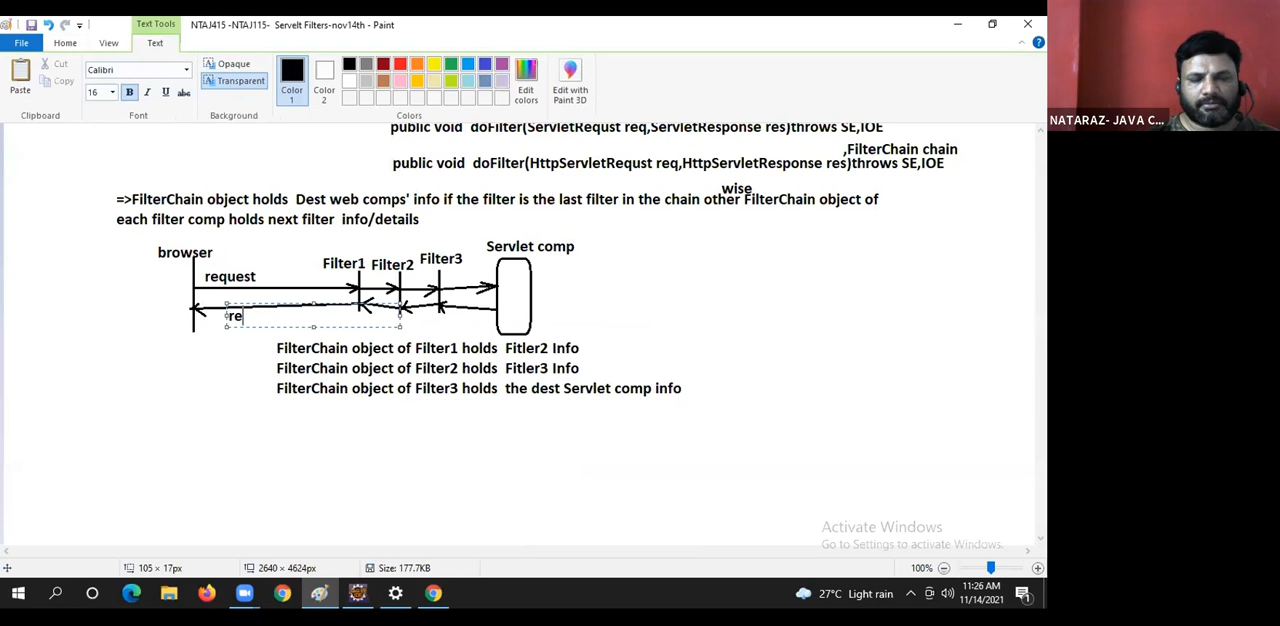 Text Tools
NTAJ415 -NTAJ115- Servelt Filters-nov14th - Paint
File Home View Text
Paste
Cut
Copy
Clipboard
Calibri
16
B I U abc
Font
Opaque
Transparent
Background
Color 1
Color 2
Edit colors
Colors
Edit with Paint 3D
NATARAZ- JAVA C...
public void doFilter(ServletRequst req,ServletResponse res)throws SE,IOE
,FilterChain chain
public void doFilter(HttpServletRequst req,HttpServletResponse res)throws SE,IOE
wise
=>FilterChain object holds Dest web comps' info if the filter is the last filter in the chain other FilterChain object of
each filter comp holds next filter info/details
browser
Servlet comp
Filter1 Filter2 Filter3
request
re
FilterChain object of Filter1 holds Fitler2 Info
FilterChain object of Filter2 holds Fitler3 Info
FilterChain object of Filter3 holds the dest Servlet comp info
Activate Windows
Go to Settings to activate Windows.
105 × 17px
2640 × 4624px
Size: 177.7KB
100%
27°C Light rain
11:26 AM
11/14/2021
1